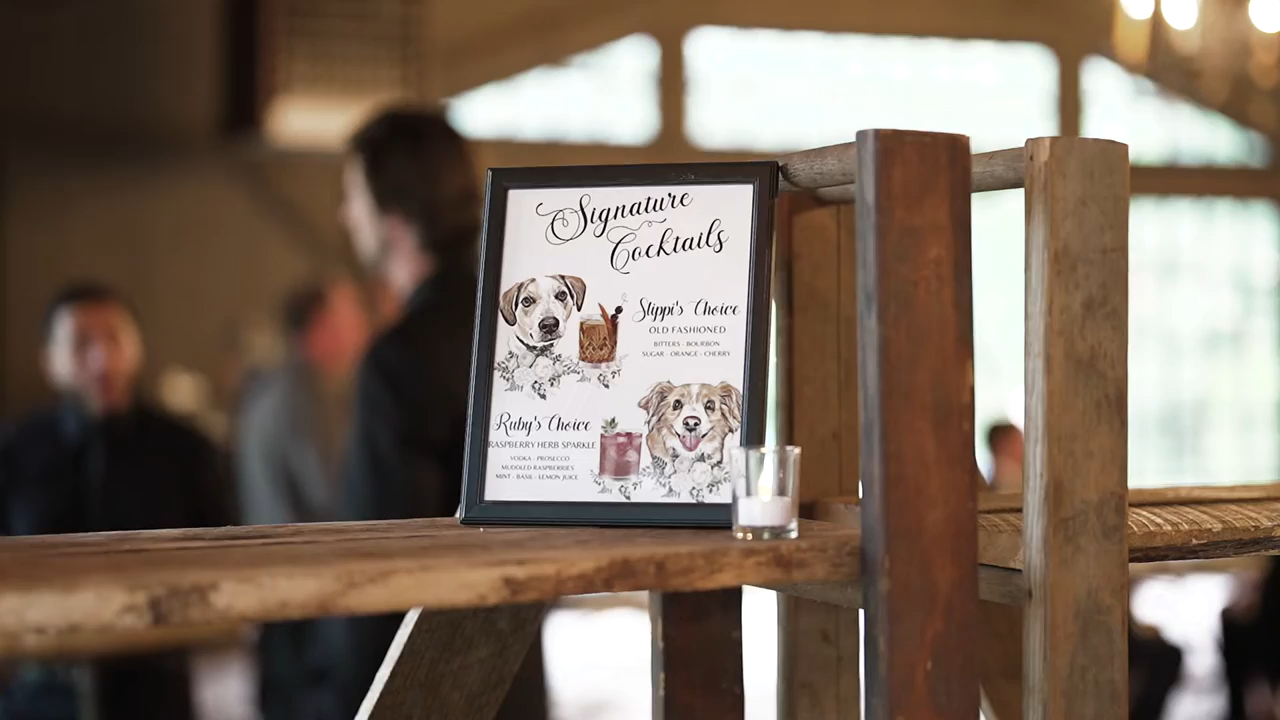 Signature
Cocktails
Slippi's Choice
OLD FASHIONED
BITTERS - BOURBON
SUGAR - ORANGE - CHERRY
Ruby's Choice
RASPBERRY HERB SPARKLE
VODKA - PROSECCO
MUDDLED RASPBERRIES
MINT - BASIL - LEMON JUICE